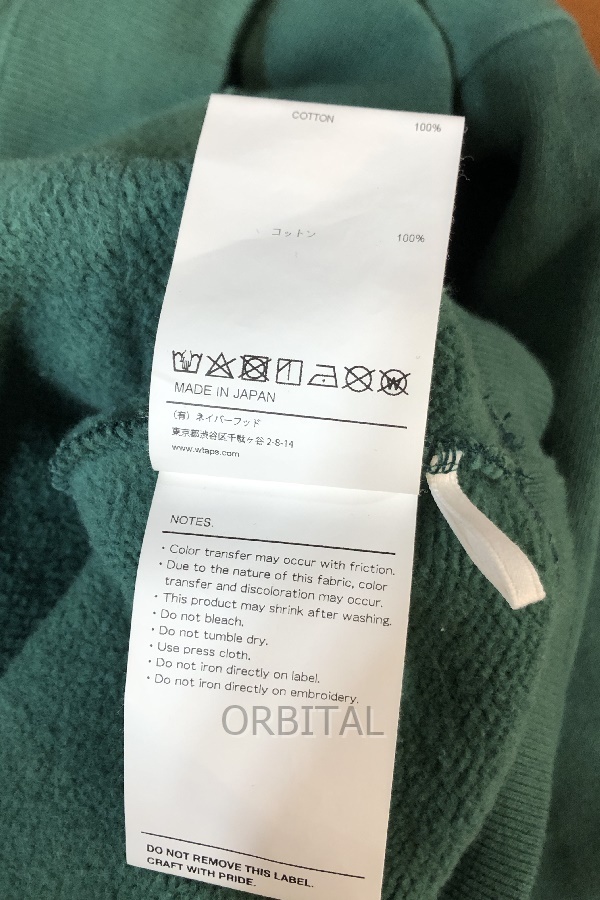 COTTON 100%
コットン 100%
MADE IN JAPAN
(有) ネイバーフッド
東京都渋谷区千駄ヶ谷 2-8-14
www.wtaps.com
NOTES.
・Color transfer may occur with friction.
・Due to the nature of this fabric, color
transfer and discoloration may occur.
・This product may shrink after washing.
・Do not bleach.
・Do not tumble dry.
・Use press cloth.
・Do not iron directly on label.
・Do not iron directly on embroidery.
ORBITAL
DO NOT REMOVE THIS LABEL.
CRAFT WITH PRIDE.